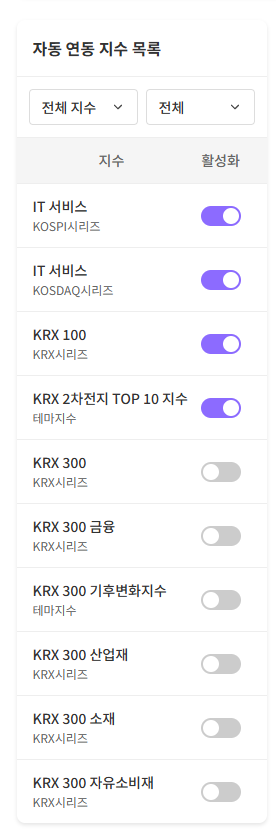 자동 연동 지수 목록
전체 지수 전체
지수 활성화
IT 서비스
KOSPI시리즈
IT 서비스
KOSDAQ시리즈
KRX 100
KRX시리즈
KRX 2차전지 TOP 10 지수
테마지수
KRX 300
KRX시리즈
KRX 300 금융
KRX시리즈
KRX 300 기후변화지수
테마지수
KRX 300 산업재
KRX시리즈
KRX 300 소재
KRX시리즈
KRX 300 자유소비재
KRX시리즈